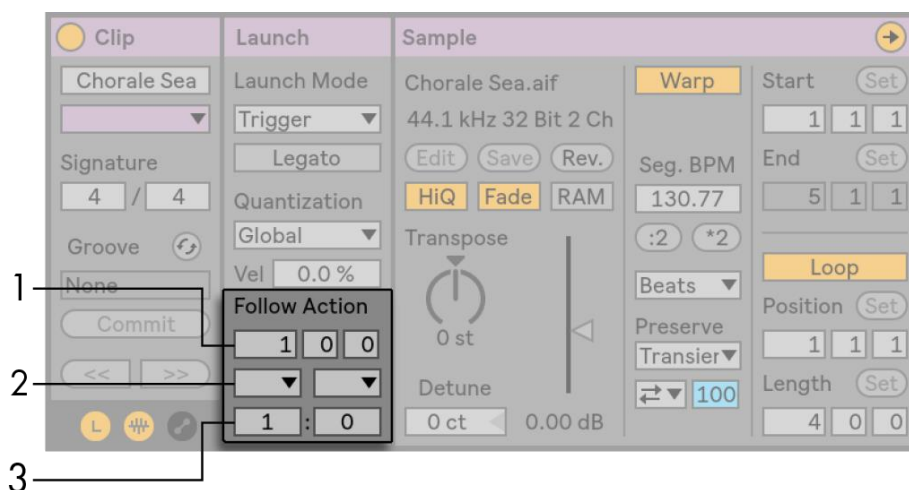 Clip
Chorale Sea
Signature
4 / 4
Groove
None
Commit
<< >>
L
Launch
Launch Mode
Trigger
Legato
Quantization
Global
Vel 0.0 %
Follow Action
1 0 0
1 : 0
Sample
Chorale Sea.aif
44.1 kHz 32 Bit 2 Ch
Edit Save Rev.
HiQ Fade RAM
Transpose
0 st
Detune
0 ct 0.00 dB
Warp
Seg. BPM
130.77
:2 *2
Beats
Preserve
Transier
100
Start Set
1 1 1
End Set
5 1 1
Loop
Position Set
1 1 1
Length Set
4 0 0
1
2
3